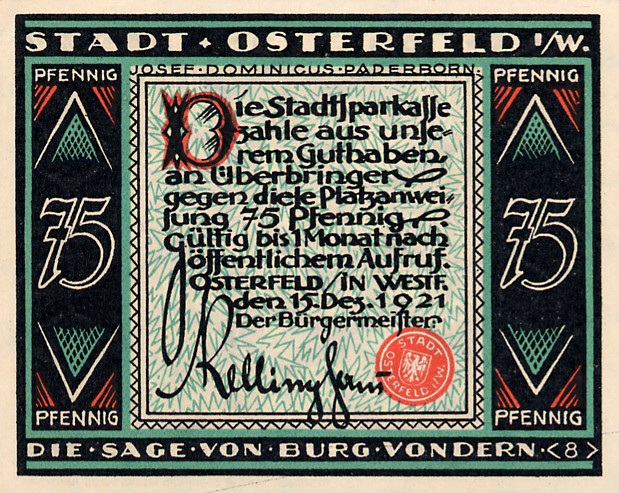 STADT · OSTERFELD i/W.
PFENNIG
JOSEF·DOMINICUS·PADERBORN·
PFENNIG
Die Stadtsparkasse
zahle aus unse-
rem Guthaben,
an Überbringer
gegen diese Platzanwei-
sung 75 Pfennig
Gültig bis 1 Monat nach
öffentlichem Aufruf.
OSTERFELD/IN WESTF.
den 15. Dez. 1921
Der Bürgermeister:
75
75
STADT
OSTERFELD i/W.
PFENNIG
PFENNIG
DIE·SAGE·VON·BURG·VONDERN·<8>